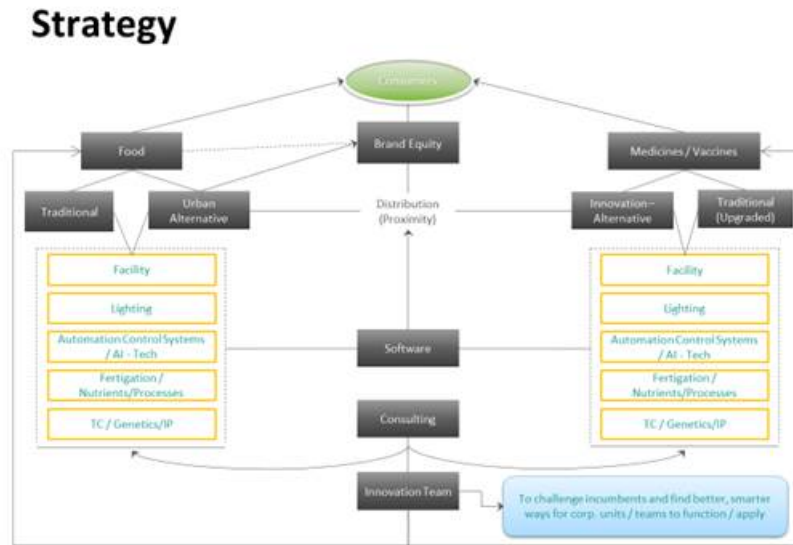 Strategy
Consumers
Food
Brand Equity
Medicines / Vaccines
Traditional
Urban
Alternative
Distribution
(Proximity)
Innovation–
Alternative
Traditional
(Upgraded)
Facility
Lighting
Automation Control Systems
/ AI - Tech
Fertigation /
Nutrients/Processes
TC / Genetics/IP
Software
Facility
Lighting
Automation Control Systems
/ AI - Tech
Fertigation /
Nutrients/Processes
TC / Genetics/IP
Consulting
Innovation Team
To challenge incumbents and find better, smarter
ways for corp. units / teams to function / apply